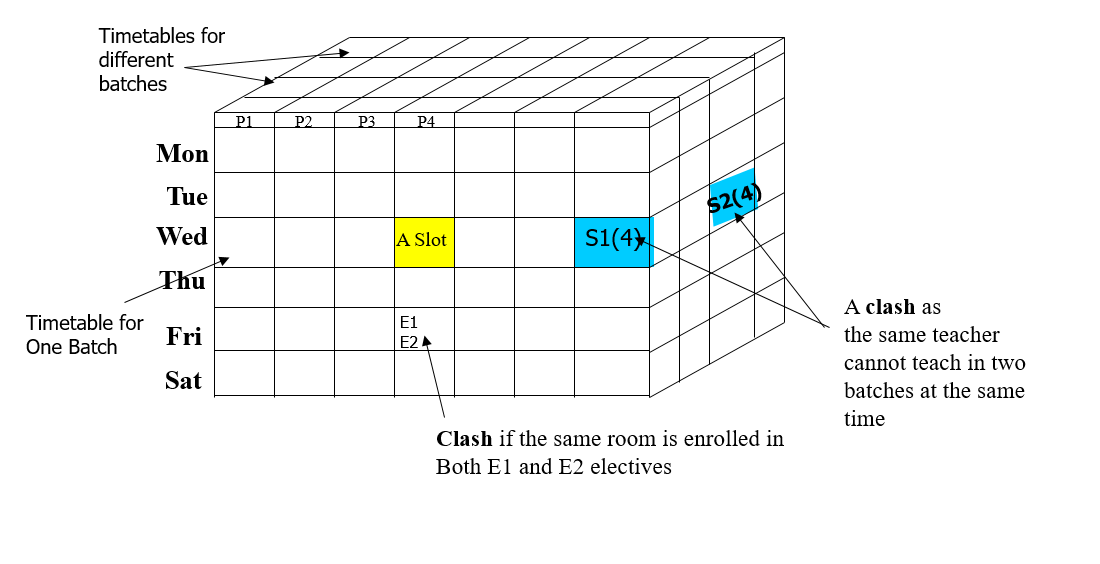 Timetables for
different
batches
P1 P2 P3 P4
Mon
Tue
Wed
Thu
Fri
Sat
A Slot
S1(4)
S2(4)
E1
E2
Timetable for
One Batch
A clash as
the same teacher
cannot teach in two
batches at the same
time
Clash if the same room is enrolled in
Both E1 and E2 electives